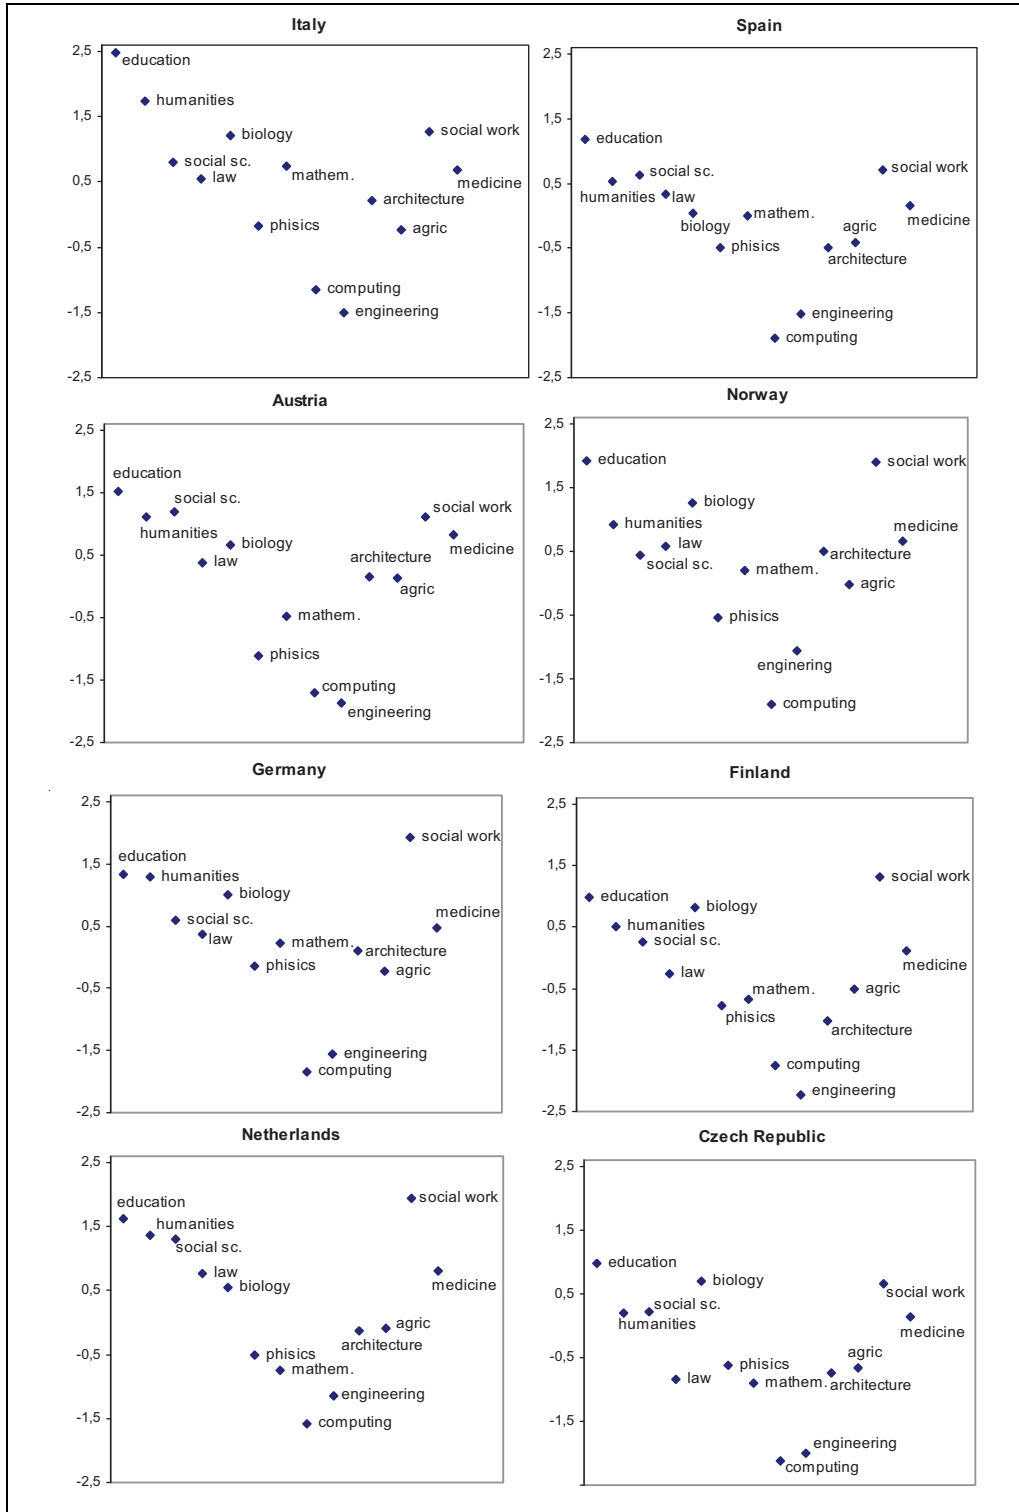 Italy
2,5
education
humanities
1,5
biology
social work
social sc.
mathem.
law
medicine
0,5
architecture
phisics
agric
-0,5
computing
engineering
-1,5
-2,5
Spain
2,5
1,5
education
social sc.
social work
0,5
humanities
law
mathem.
medicine
biology
agric
phisics
-0,5
architecture
engineering
-1,5
computing
-2,5
Austria
2,5
education
1,5
social sc.
social work
humanities
biology
medicine
law
architecture
0,5
agric
mathem.
-0,5
phisics
computing
engineering
-1,5
-2,5
Norway
2,5
education
social work
1,5
biology
humanities
medicine
law
architecture
0,5
social sc.
mathem.
agric
phisics
-0,5
enginering
-1,5
computing
-2,5
Germany
2,5
social work
education
1,5
humanities
biology
medicine
social sc.
0,5
law
mathem.
architecture
phisics
agric
-0,5
engineering
-1,5
computing
-2,5
Finland
2,5
1,5
social work
education
biology
humanities
0,5
social sc.
medicine
law
mathem.
agric
-0,5
phisics
architecture
computing
-1,5
engineering
-2,5
Netherlands
2,5
social work
education
1,5
humanities
social sc.
law
medicine
biology
0,5
agric
architecture
phisics
-0,5
mathem.
engineering
-1,5
computing
-2,5
Czech Republic
2,5
1,5
education
biology
social work
social sc.
0,5
humanities
medicine
agric
phisics
-0,5
law
mathem.
architecture
engineering
-1,5
computing
-2,5